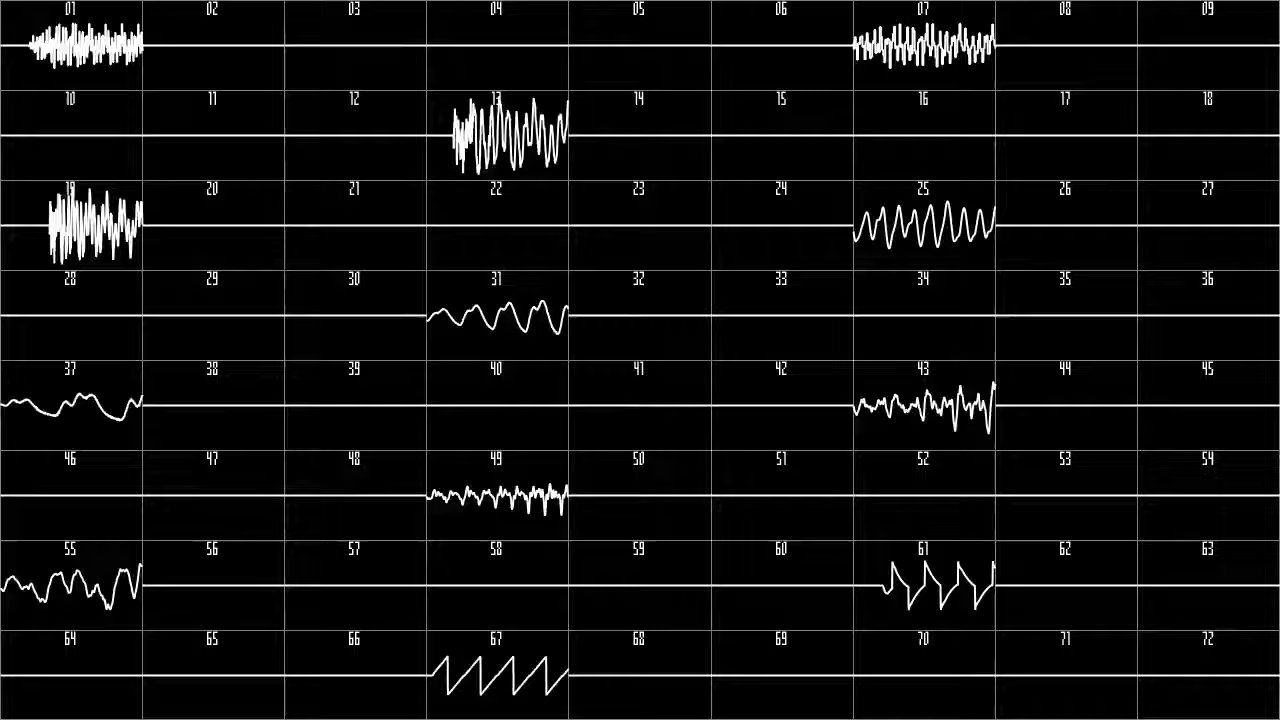 01 02 03 04 05 06 07 08 09
10 11 12 13 14 15 16 17 18
19 20 21 22 23 24 25 26 27
28 29 30 31 32 33 34 35 36
37 38 39 40 41 42 43 44 45
46 47 48 49 50 51 52 53 54
55 56 57 58 59 60 61 62 63
64 65 66 67 68 69 70 71 72